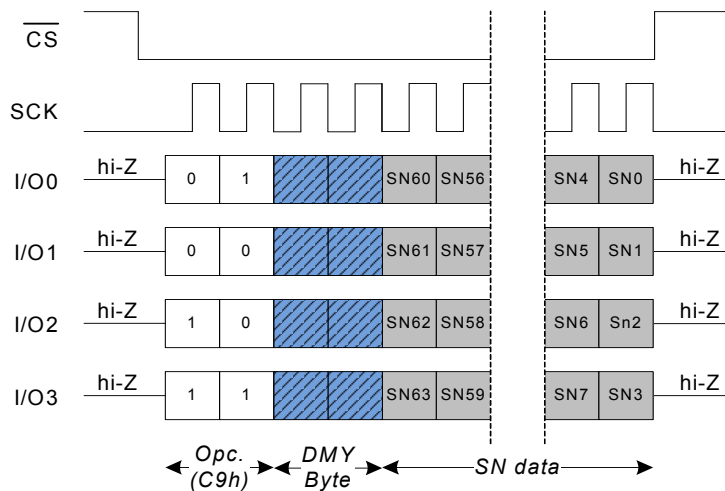 CS
SCK
I/O0 hi-Z 0 1 SN60 SN56 SN4 SN0 hi-Z
I/O1 hi-Z 0 0 SN61 SN57 SN5 SN1 hi-Z
I/O2 hi-Z 1 0 SN62 SN58 SN6 Sn2 hi-Z
I/O3 hi-Z 1 1 SN63 SN59 SN7 SN3 hi-Z
Opc. DMY SN data
(C9h) Byte